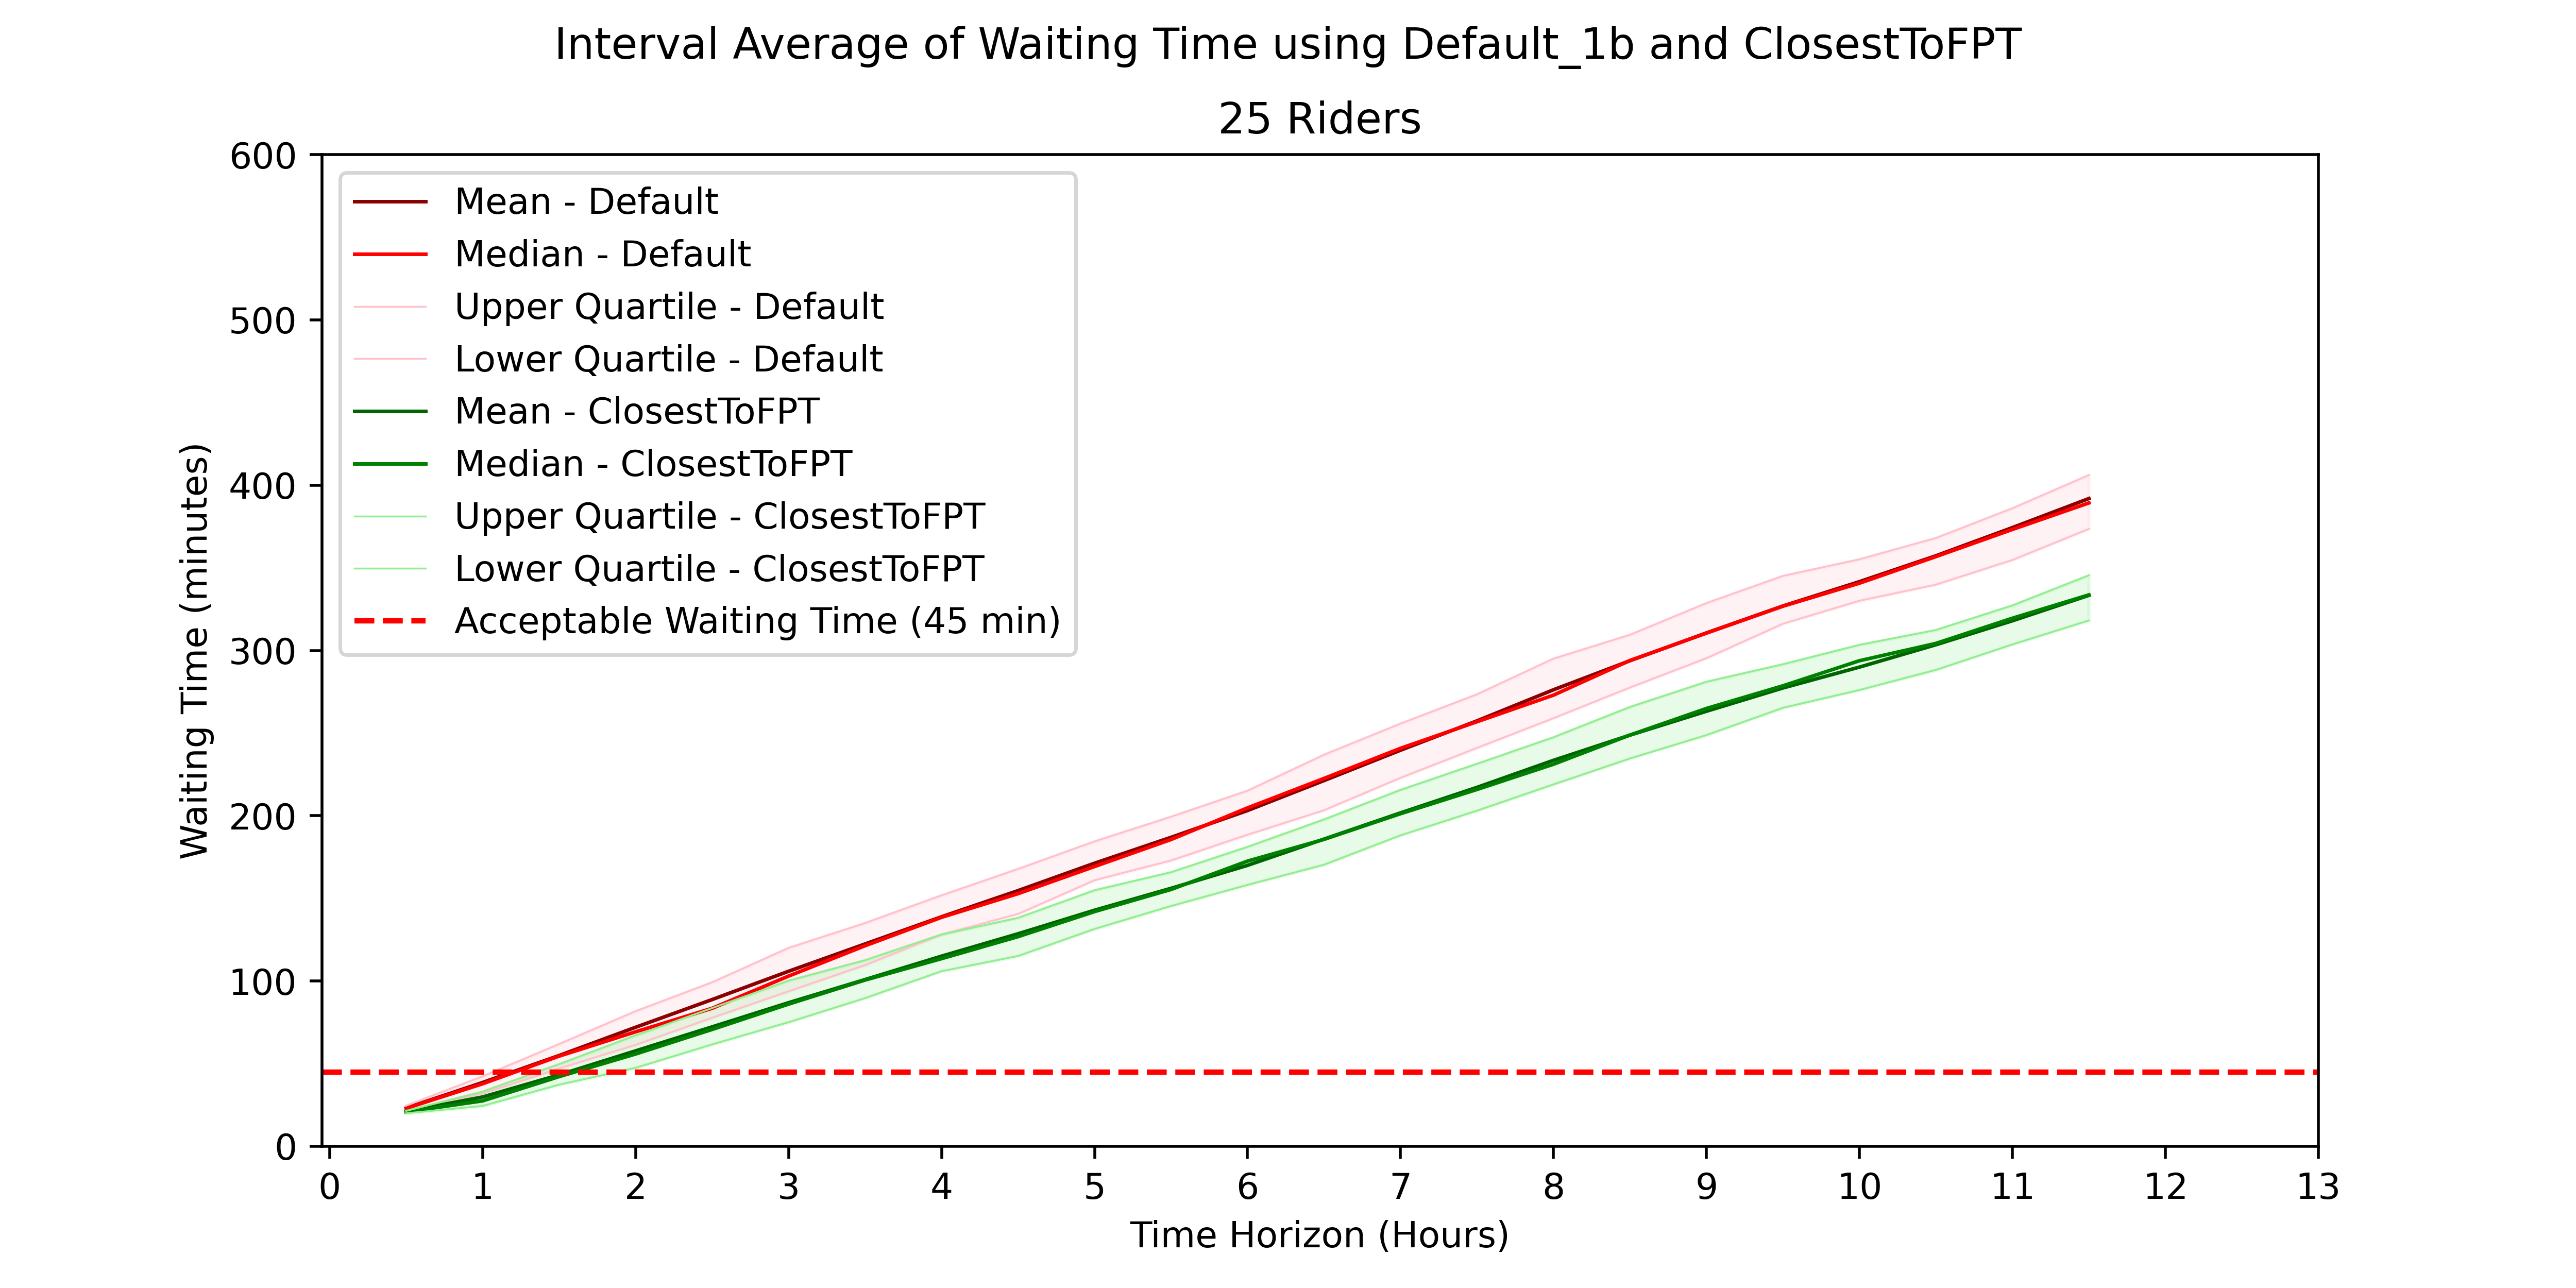 Interval Average of Waiting Time using Default_1b and ClosestToFPT
25 Riders
600
500
400
300
200
100
0
Waiting Time (minutes)
Mean - Default
Median - Default
Upper Quartile - Default
Lower Quartile - Default
Mean - ClosestToFPT
Median - ClosestToFPT
Upper Quartile - ClosestToFPT
Lower Quartile - ClosestToFPT
Acceptable Waiting Time (45 min)
0 1 2 3 4 5 6 7 8 9 10 11 12 13
Time Horizon (Hours)